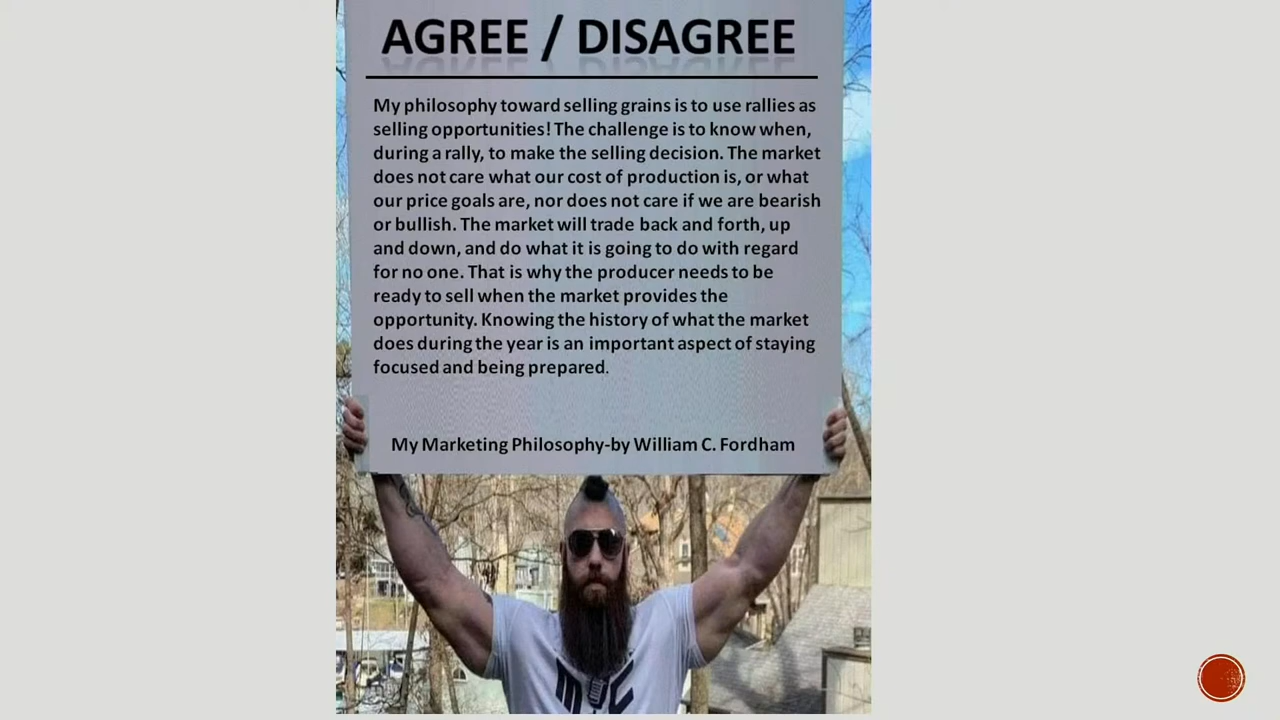 AGREE / DISAGREE
My philosophy toward selling grains is to use rallies as
selling opportunities! The challenge is to know when,
during a rally, to make the selling decision. The market
does not care what our cost of production is, or what
our price goals are, nor does not care if we are bearish
or bullish. The market will trade back and forth, up
and down, and do what it is going to do with regard
for no one. That is why the producer needs to be
ready to sell when the market provides the
opportunity. Knowing the history of what the market
does during the year is an important aspect of staying
focused and being prepared.
My Marketing Philosophy-by William C. Fordham